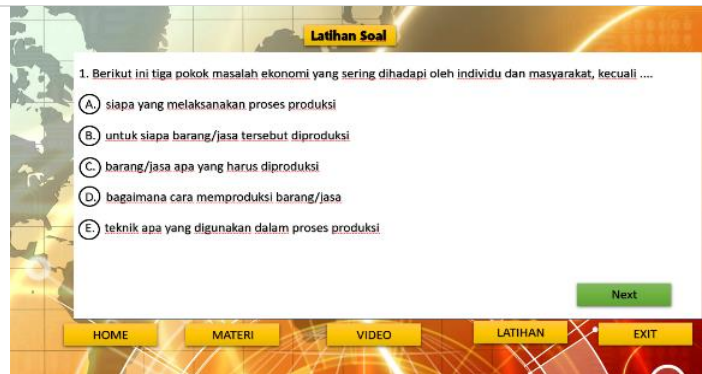 Latihan Soal
1. Berikut ini tiga pokok masalah ekonomi yang sering dihadapi oleh individu dan masyarakat, kecuali ....
A. siapa yang melaksanakan proses produksi
B. untuk siapa barang/jasa tersebut diproduksi
C. barang/jasa apa yang harus diproduksi
D. bagaimana cara memproduksi barang/jasa
E. teknik apa yang digunakan dalam proses produksi
Next
HOME MATERI VIDEO LATIHAN EXIT